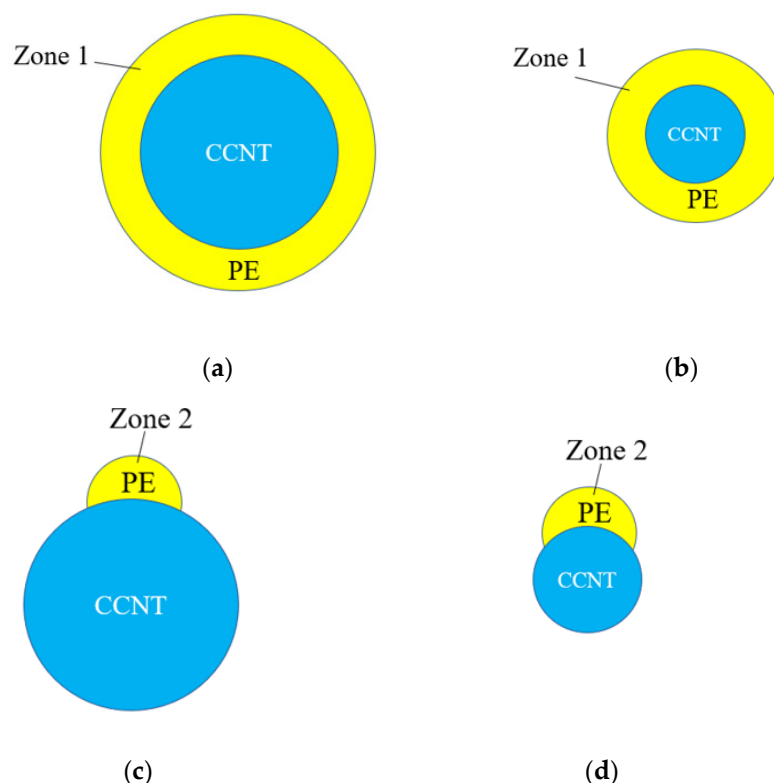 Zone 1
CCNT
PE
(a)
Zone 1
CCNT
PE
(b)
Zone 2
PE
CCNT
(c)
Zone 2
PE
CCNT
(d)